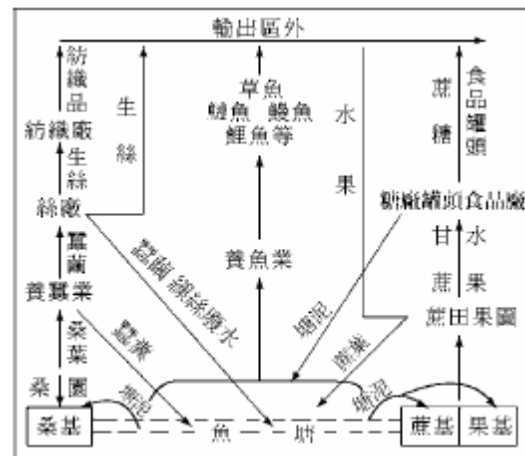 輸出區外
紡織品
紡織廠
生絲
絲廠
蠶繭
養蠶業
桑葉
桑園
桑基
生絲
草魚
鰱魚 鰻魚
鯉魚等
養魚業
水果
蔗糖
食品罐頭
糖廠罐頭食品廠
甘蔗
水果
蔗田果園
蔗基
果基
蠶繭 繅絲廢水
蠶糞
塘泥
塘泥
蔗葉
塘泥
魚塘